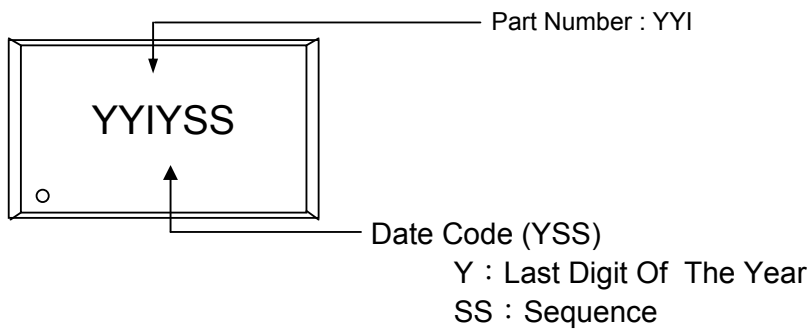 Part Number : YYI
YYIYSS
Date Code (YSS)
Y：Last Digit Of The Year
SS：Sequence